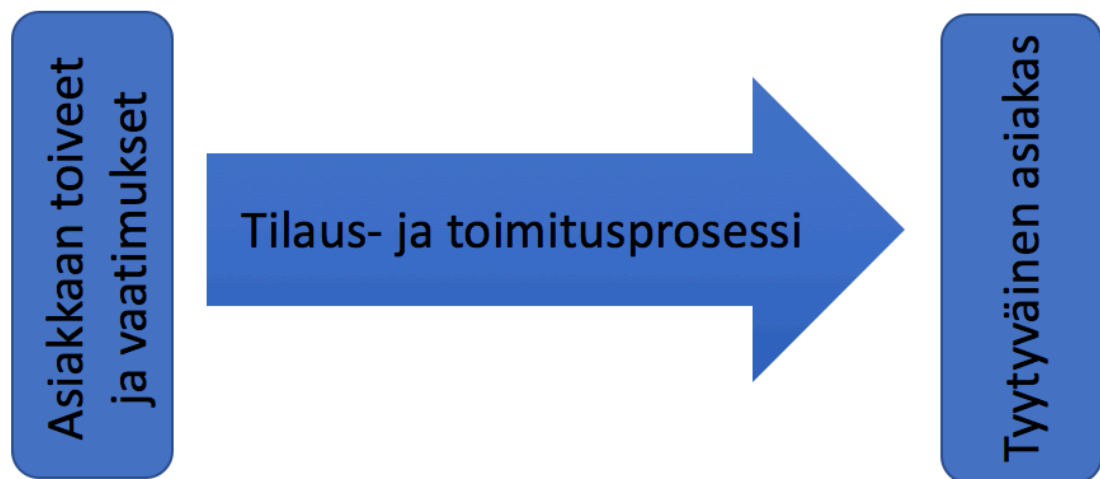 Asiakkaan toiveet
ja vaatimukset
Tilaus- ja toimitusprosessi
Tyytyväinen asiakas